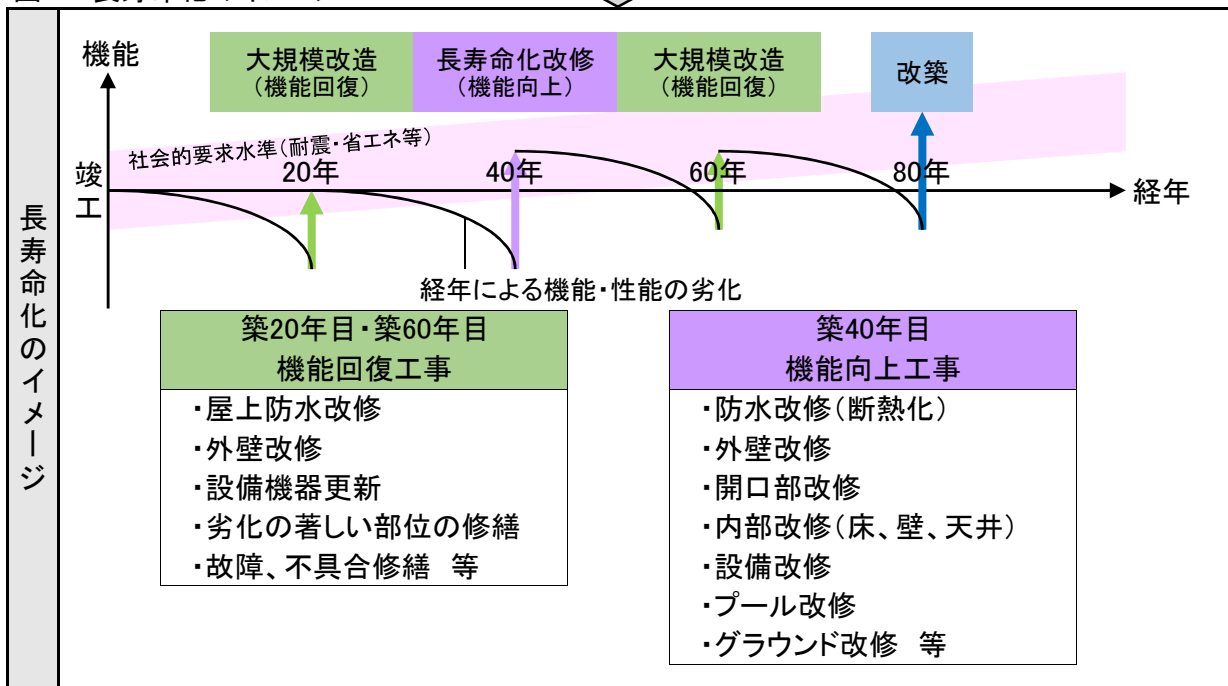 長寿命化のイメージ
機能
大規模改造
(機能回復)
長寿命化改修
(機能向上)
大規模改造
(機能回復)
改築
社会的要求水準(耐震・省エネ等)
竣工
20年
40年
60年
80年
経年
経年による機能・性能の劣化
築20年目・築60年目
機能回復工事
・屋上防水改修
・外壁改修
・設備機器更新
・劣化の著しい部位の修繕
・故障、不具合修繕 等
築40年目
機能向上工事
・防水改修(断熱化)
・外壁改修
・開口部改修
・内部改修(床、壁、天井)
・設備改修
・プール改修
・グラウンド改修 等